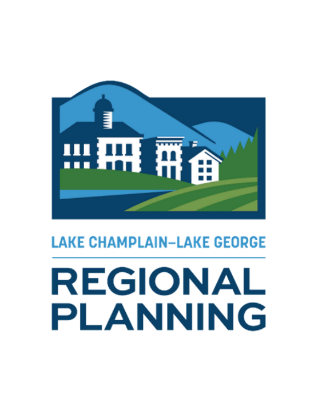 LAKE CHAMPLAIN–LAKE GEORGE
REGIONAL
PLANNING